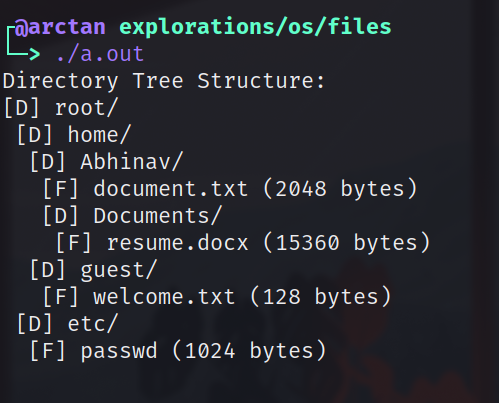 ┌@arctan explorations/os/files
└─> ./a.out
Directory Tree Structure:
[D] root/
 [D] home/
  [D] Abhinav/
   [F] document.txt (2048 bytes)
   [D] Documents/
    [F] resume.docx (15360 bytes)
  [D] guest/
   [F] welcome.txt (128 bytes)
 [D] etc/
  [F] passwd (1024 bytes)